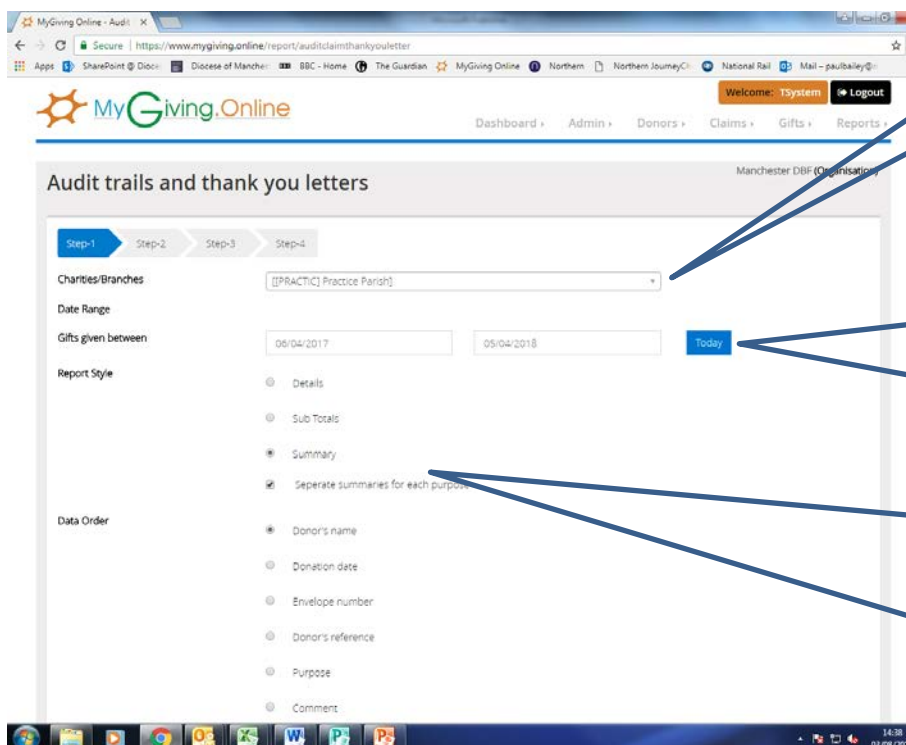 MyGiving Online - Audit
Secure | https://www.mygiving.online/report/auditclaimthankyouletter
Apps SharePoint @ Dioce Diocese of Manches BBC - Home The Guardian MyGiving Online Northern Northern JourneyCh National Rail Mail – paulbailey@
MyGiving.Online
Welcome: TSystem Logout
Dashboard Admin Donors Claims Gifts Reports
Audit trails and thank you letters
Manchester DBF (Organisation)
Step-1 Step-2 Step-3 Step-4
Charities/Branches [[PRACTIC] Practice Parish]
Date Range
Gifts given between 06/04/2017 05/04/2018 Today
Report Style
Details
Sub Totals
Summary
Seperate summaries for each purpose
Data Order
Donor's name
Donation date
Envelope number
Donor's reference
Purpose
Comment
14:38